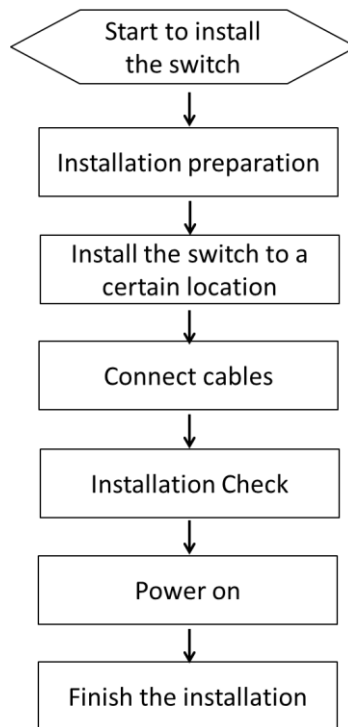 Start to install
the switch
Installation preparation
Install the switch to a
certain location
Connect cables
Installation Check
Power on
Finish the installation